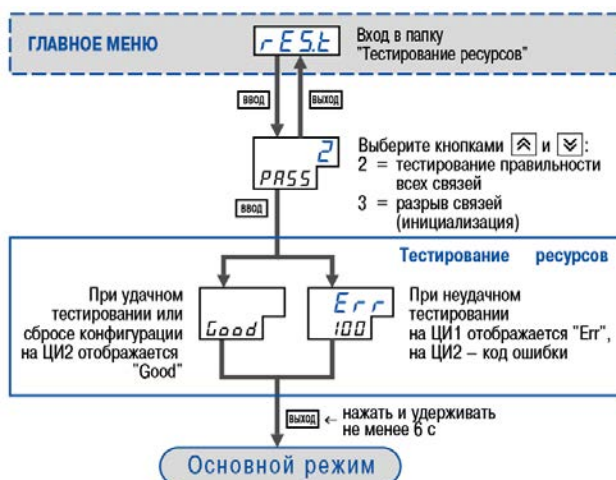 ГЛАВНОЕ МЕНЮ
rES.t
Вход в папку
"Тестирование ресурсов"
ВВОД
ВЫХОД
2
PASS
Выберите кнопками и :
2 = тестирование правильности
всех связей
3 = разрыв связей
(инициализация)
ВВОД
Тестирование ресурсов
При удачном
тестировании или
сбросе конфигурации
на ЦИ2 отображается
"Good"
Good
Err
100
При неудачном
тестировании
на ЦИ1 отображается "Err",
на ЦИ2 – код ошибки
ВЫХОД ← нажать и удерживать
не менее 6 с
Основной режим